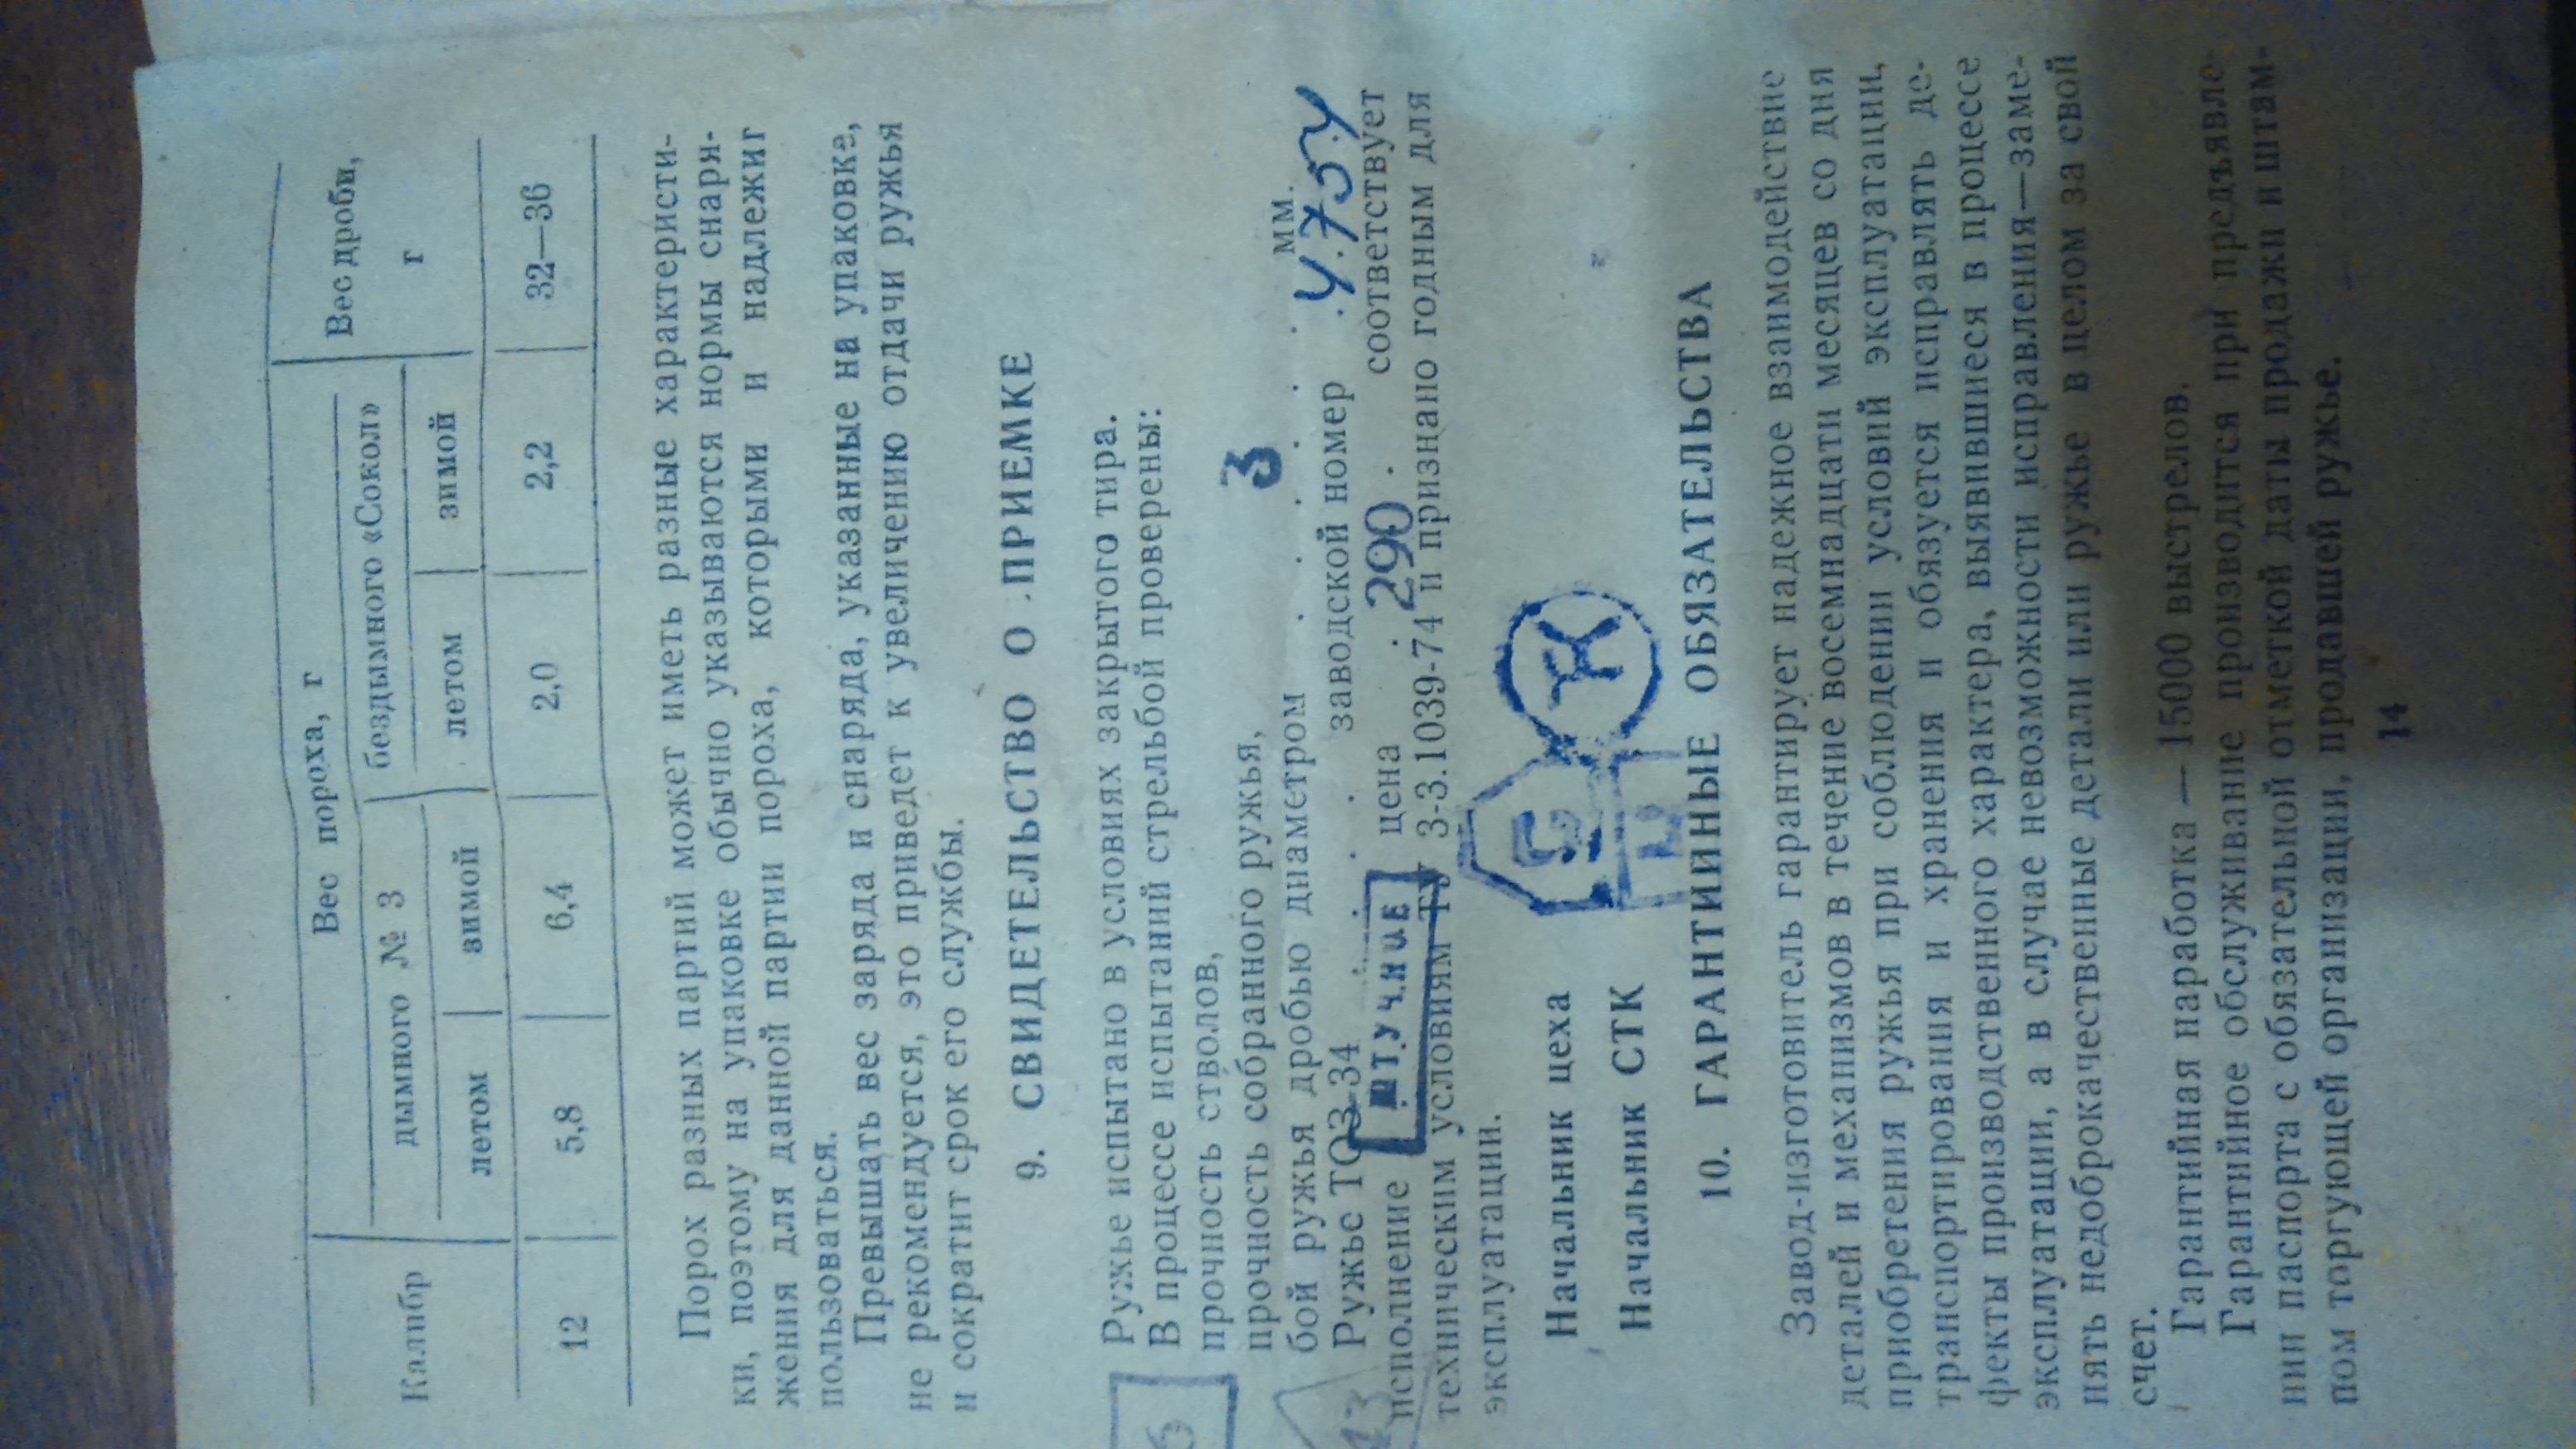 Калибр
Вес пороха, г
Вес дроби,
г
дымного № 3
бездымного «Сокол»
летом
зимой
летом
зимой
12
5,8
6,4
2,0
2,2
32—36
Порох разных партий может иметь разные характеристи-
ки, поэтому на упаковке обычно указываются нормы снаря-
жения для данной партии пороха, которыми и надлежит
пользоваться.
Превышать вес заряда и снаряда, указанные на упаковке,
не рекомендуется, это приведет к увеличению отдачи ружья
и сократит срок его службы.
9. СВИДЕТЕЛЬСТВО О ПРИЕМКЕ
Ружье испытано в условиях закрытого тира.
В процессе испытаний стрельбой проверены:
прочность стволов,
прочность собранного ружья,
бой ружья дробью диаметром 3 мм.
Ружье ТОЗ-34 заводской номер
исполнение ШТУЧНОЕ цена 290 соответствует
техническим условиям ТУ 3-3.1039-74 и признано годным для
эксплуатации.
Начальник цеха
Начальник СТК
10. ГАРАНТИЙНЫЕ ОБЯЗАТЕЛЬСТВА
Завод-изготовитель гарантирует надежное взаимодействие
деталей и механизмов в течение восемнадцати месяцев со дня
приобретения ружья при соблюдении условий эксплуатации,
транспортирования и хранения и обязуется исправлять де-
фекты производственного характера, выявившиеся в процессе
эксплуатации, а в случае невозможности исправления—заме-
нять недоброкачественные детали или ружье в целом за свой
счет.
Гарантийная наработка — 15000 выстрелов.
Гарантийное обслуживание производится при предъявле-
нии паспорта с обязательной отметкой даты продажи и штам-
пом торгующей организации, продавшей ружье.
14